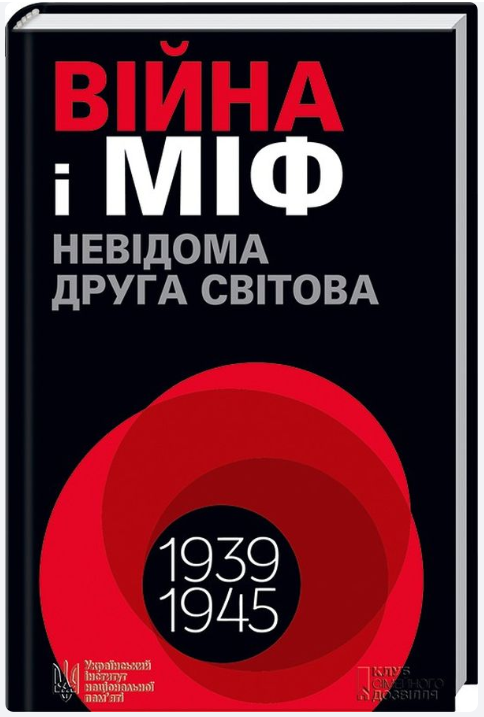 ВІЙНА
і МІФ
НЕВІДОМА
ДРУГА СВІТОВА
1939
1945
Український
інститут
національної
пам'яті
КЛУБ
СІМЕЙНОГО
ДОЗВІЛЛЯ